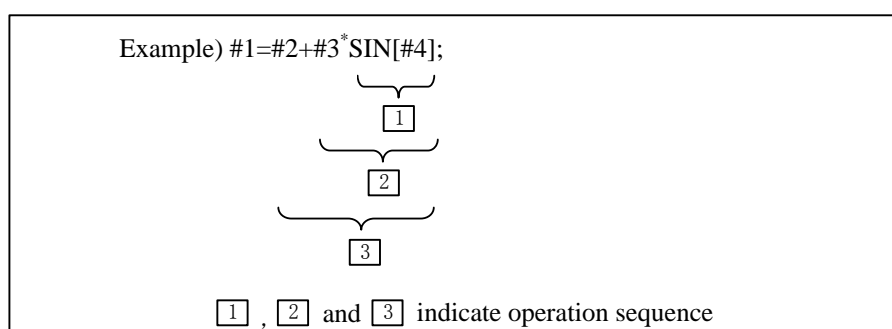 Example) #1=#2+#3*SIN[#4];
1
2
3
1 , 2 and 3 indicate operation sequence